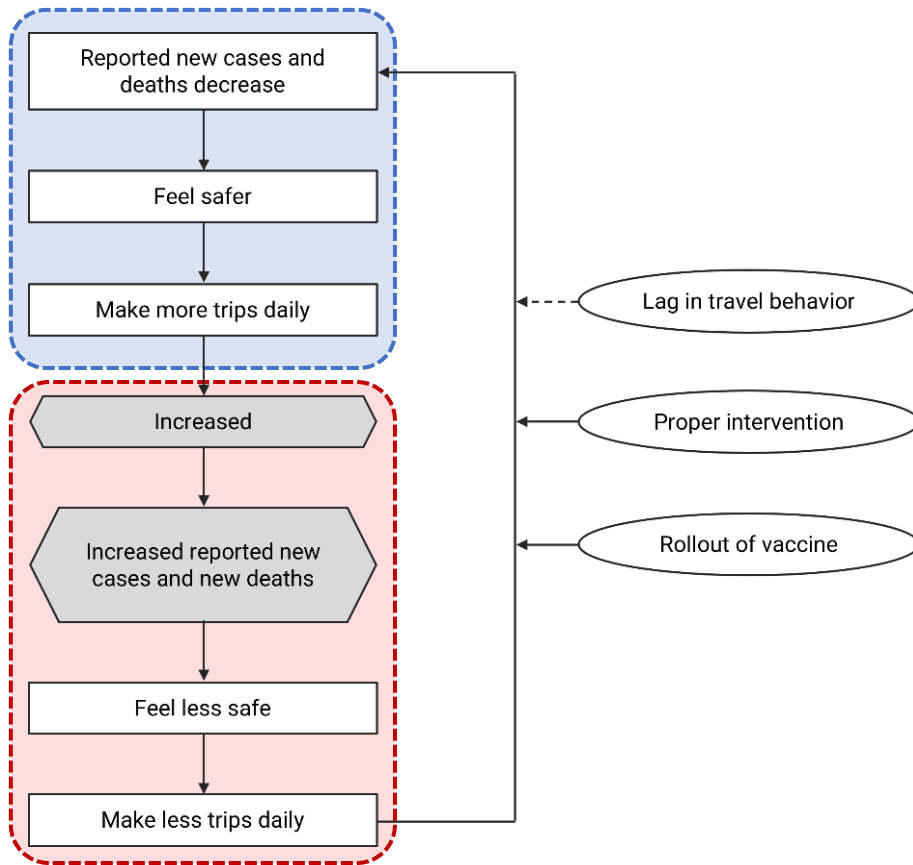 Reported new cases and
deaths decrease
Feel safer
Make more trips daily
Increased
Increased reported new
cases and new deaths
Feel less safe
Make less trips daily
Lag in travel behavior
Proper intervention
Rollout of vaccine